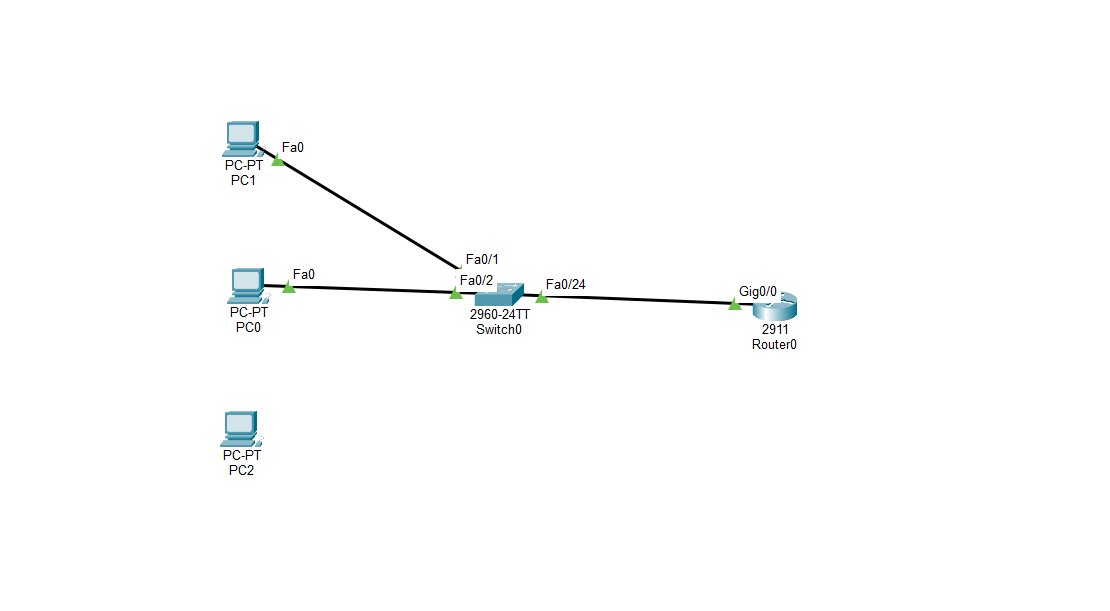 Fa0
PC-PT
PC1
Fa0/1
Fa0
Fa0/2
Fa0/24
Gig0/0
PC-PT
PC0
2960-24TT
Switch0
2911
Router0
PC-PT
PC2